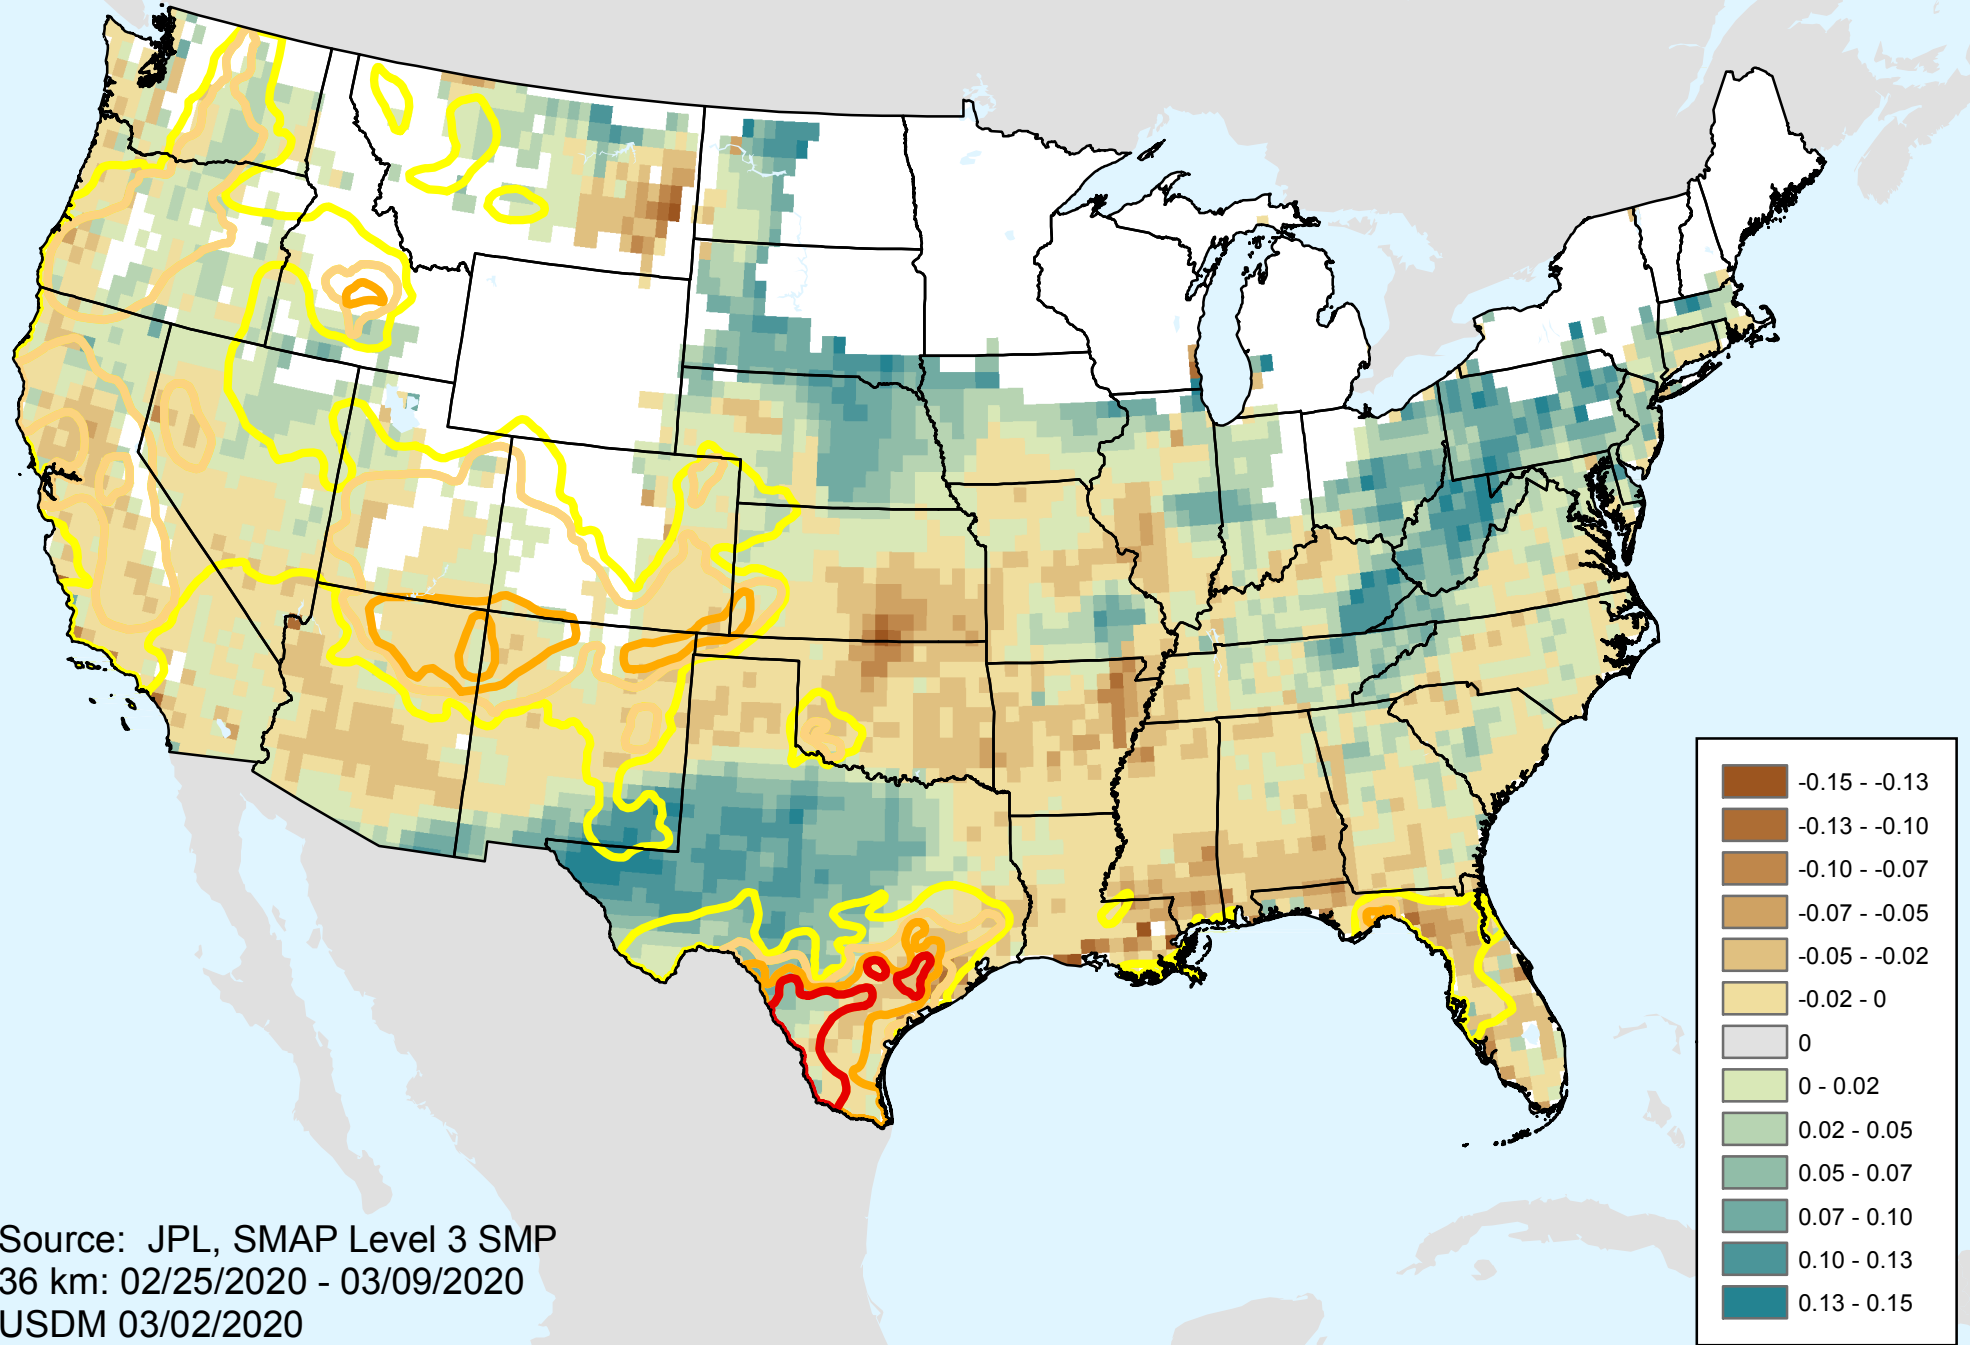 -0.15 - -0.13
-0.13 - -0.10
-0.10 - -0.07
-0.07 - -0.05
-0.05 - -0.02
-0.02 - 0
0
0 - 0.02
0.02 - 0.05
0.05 - 0.07
0.07 - 0.10
0.10 - 0.13
0.13 - 0.15
Source: JPL, SMAP Level 3 SMP
36 km: 02/25/2020 - 03/09/2020
USDM 03/02/2020